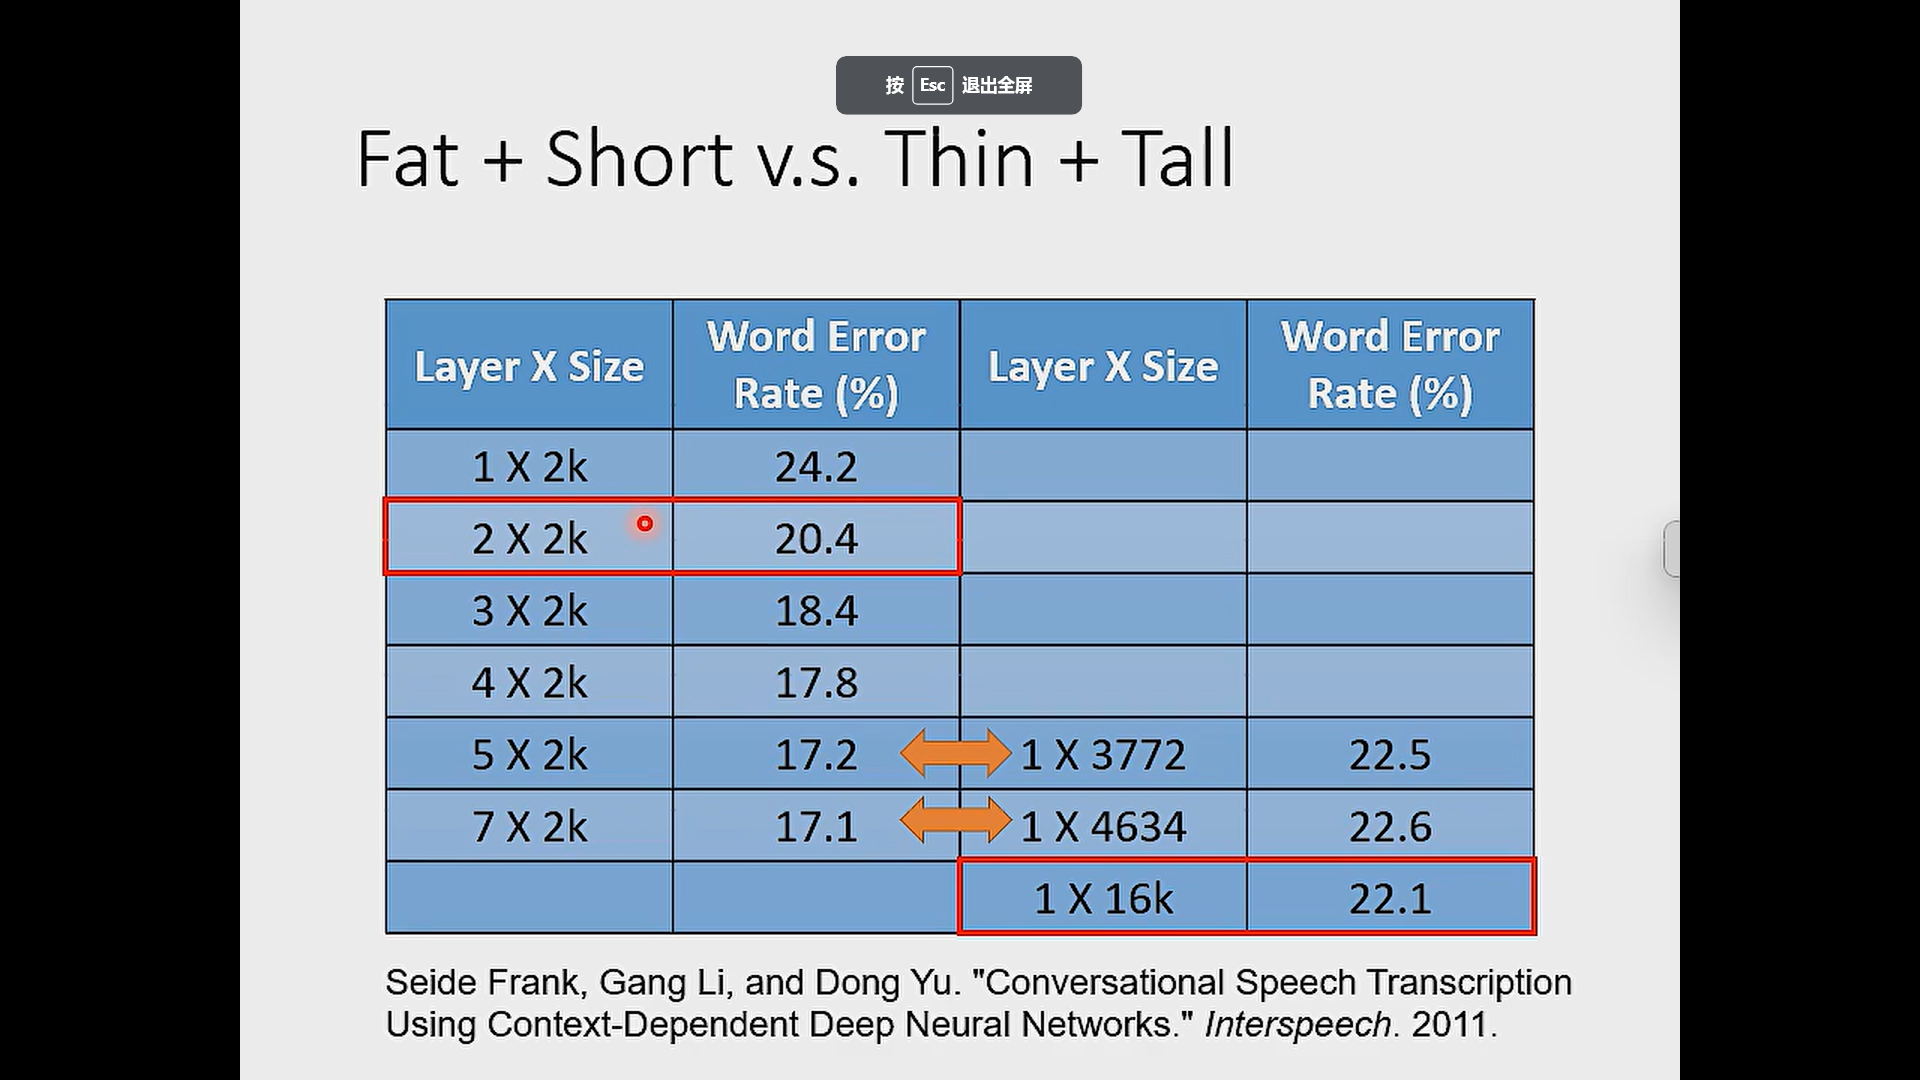 按 Esc 退出全屏
Fat + Short v.s. Thin + Tall
Layer X Size Word Error Rate (%) Layer X Size Word Error Rate (%)
1 X 2k 24.2
2 X 2k 20.4
3 X 2k 18.4
4 X 2k 17.8
5 X 2k 17.2 1 X 3772 22.5
7 X 2k 17.1 1 X 4634 22.6
1 X 16k 22.1
Seide Frank, Gang Li, and Dong Yu. "Conversational Speech Transcription
Using Context-Dependent Deep Neural Networks." Interspeech. 2011.